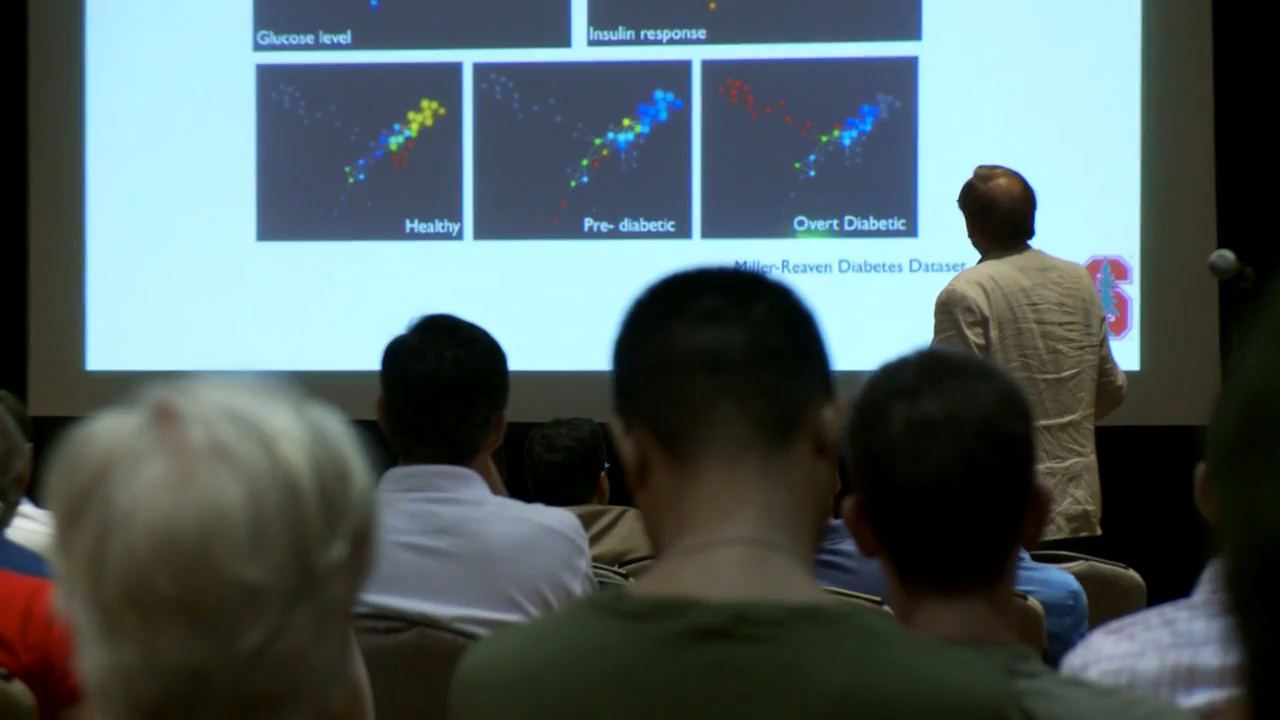 Glucose level
Insulin response
Healthy
Pre- diabetic
Overt Diabetic
Miller-Reaven Diabetes Dataset
S